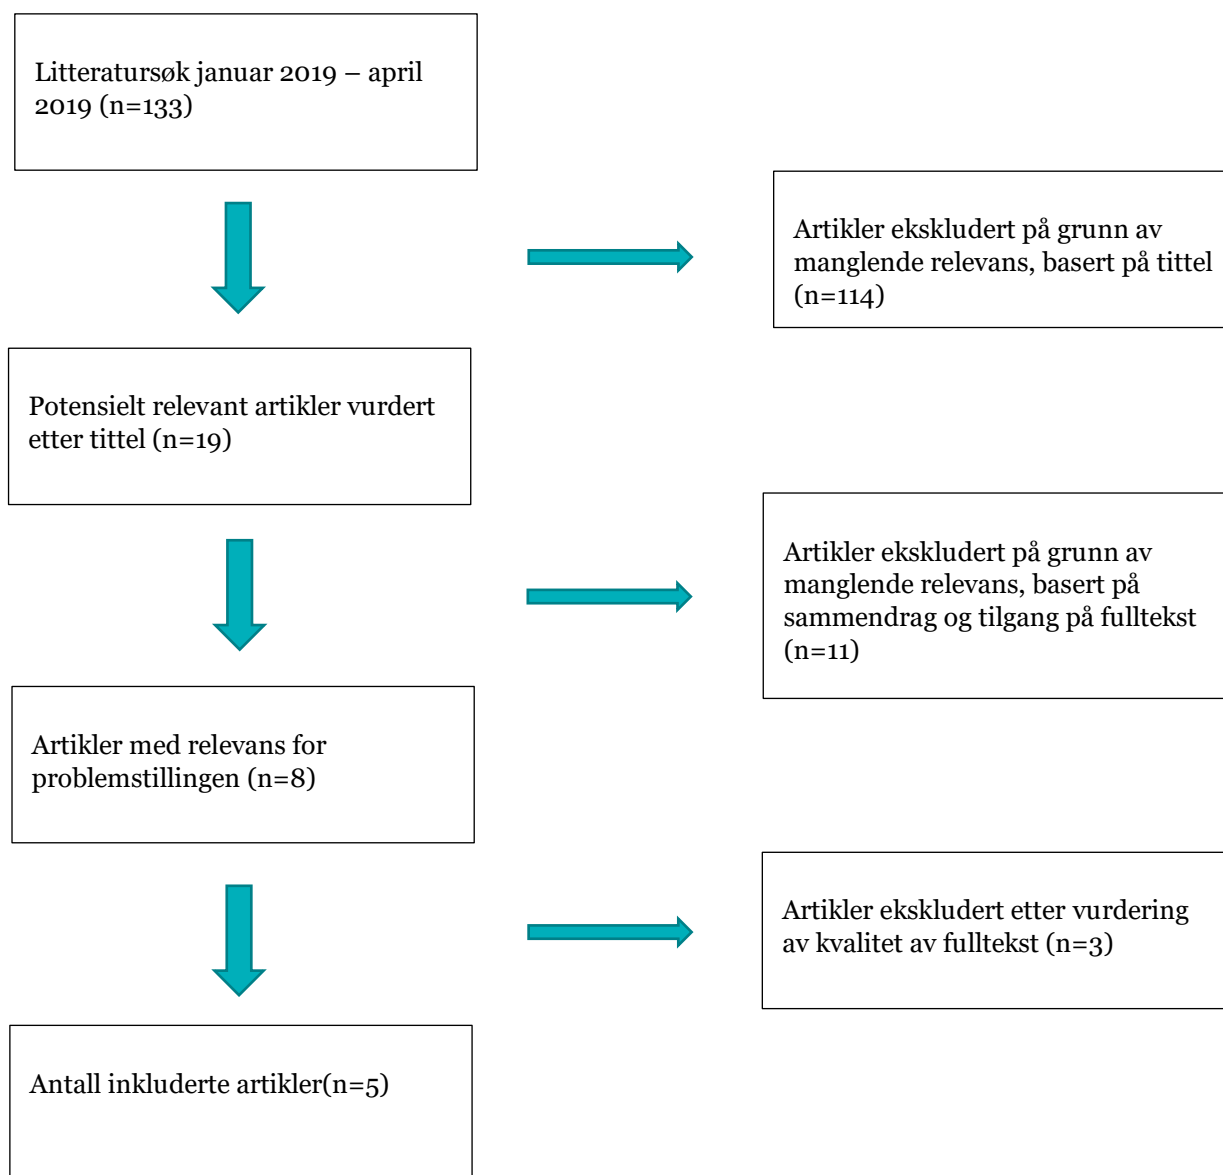 Litteratursøk januar 2019 – april
2019 (n=133)
Artikler ekskludert på grunn av
manglende relevans, basert på tittel
(n=114)
Potensielt relevant artikler vurdert
etter tittel (n=19)
Artikler ekskludert på grunn av
manglende relevans, basert på
sammendrag og tilgang på fulltekst
(n=11)
Artikler med relevans for
problemstillingen (n=8)
Artikler ekskludert etter vurdering
av kvalitet av fulltekst (n=3)
Antall inkluderte artikler(n=5)